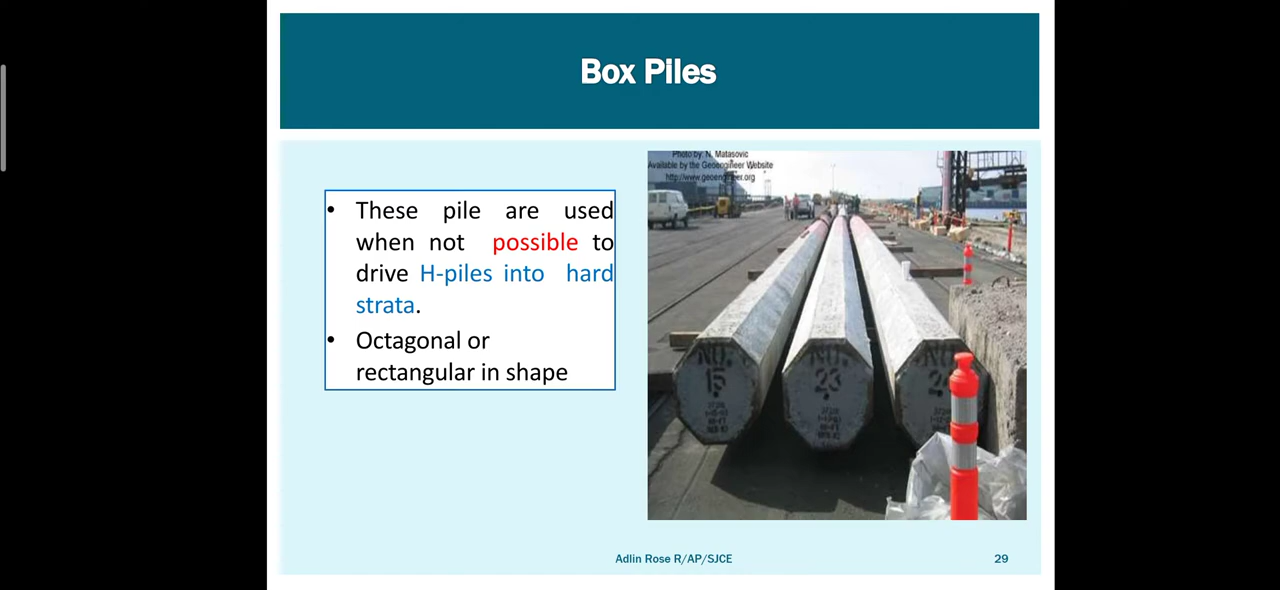 Box Piles
Photo by: N. Matasovic
Available by the Geoengineer Website
http://www.geoengineer.org
• These pile are used
when not possible to
drive H-piles into hard
strata.
• Octagonal or
rectangular in shape
NO.
15
NO.
23
Adlin Rose R/AP/SJCE
29